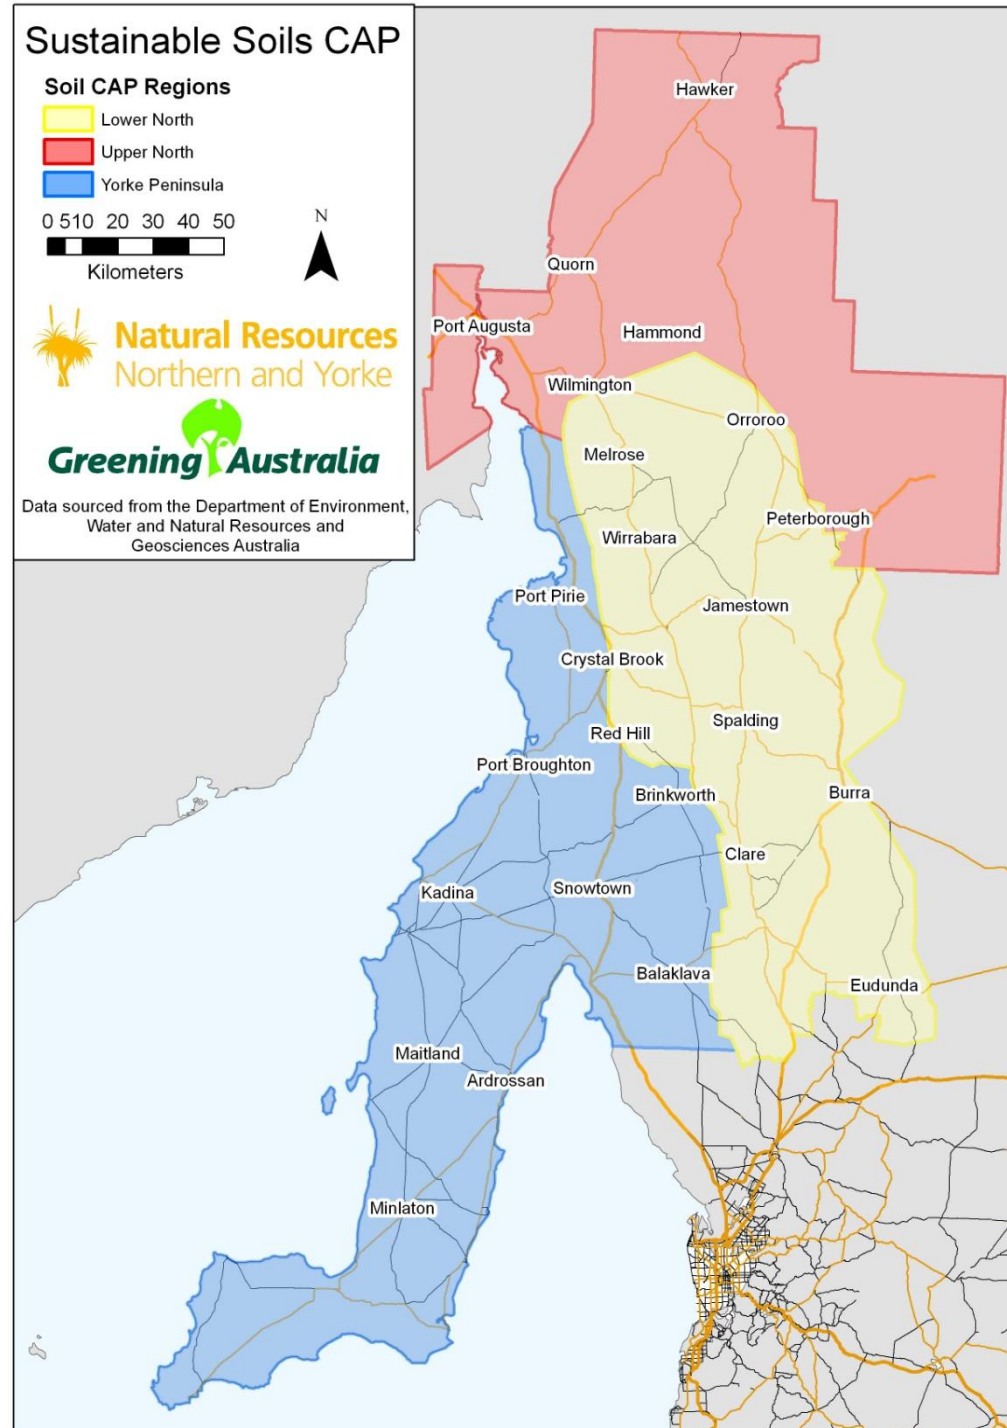 Sustainable Soils CAP
Soil CAP Regions
Lower North
Upper North
Yorke Peninsula
0 510 20 30 40 50
Kilometers
N
Natural Resources
Northern and Yorke
Greening Australia
Data sourced from the Department of Environment,
Water and Natural Resources and
Geosciences Australia
Hawker
Quorn
Port Augusta
Hammond
Wilmington
Orroroo
Melrose
Peterborough
Wirrabara
Port Pirie
Jamestown
Crystal Brook
Spalding
Red Hill
Port Broughton
Brinkworth
Burra
Clare
Kadina
Snowtown
Balaklava
Eudunda
Maitland
Ardrossan
Minlaton